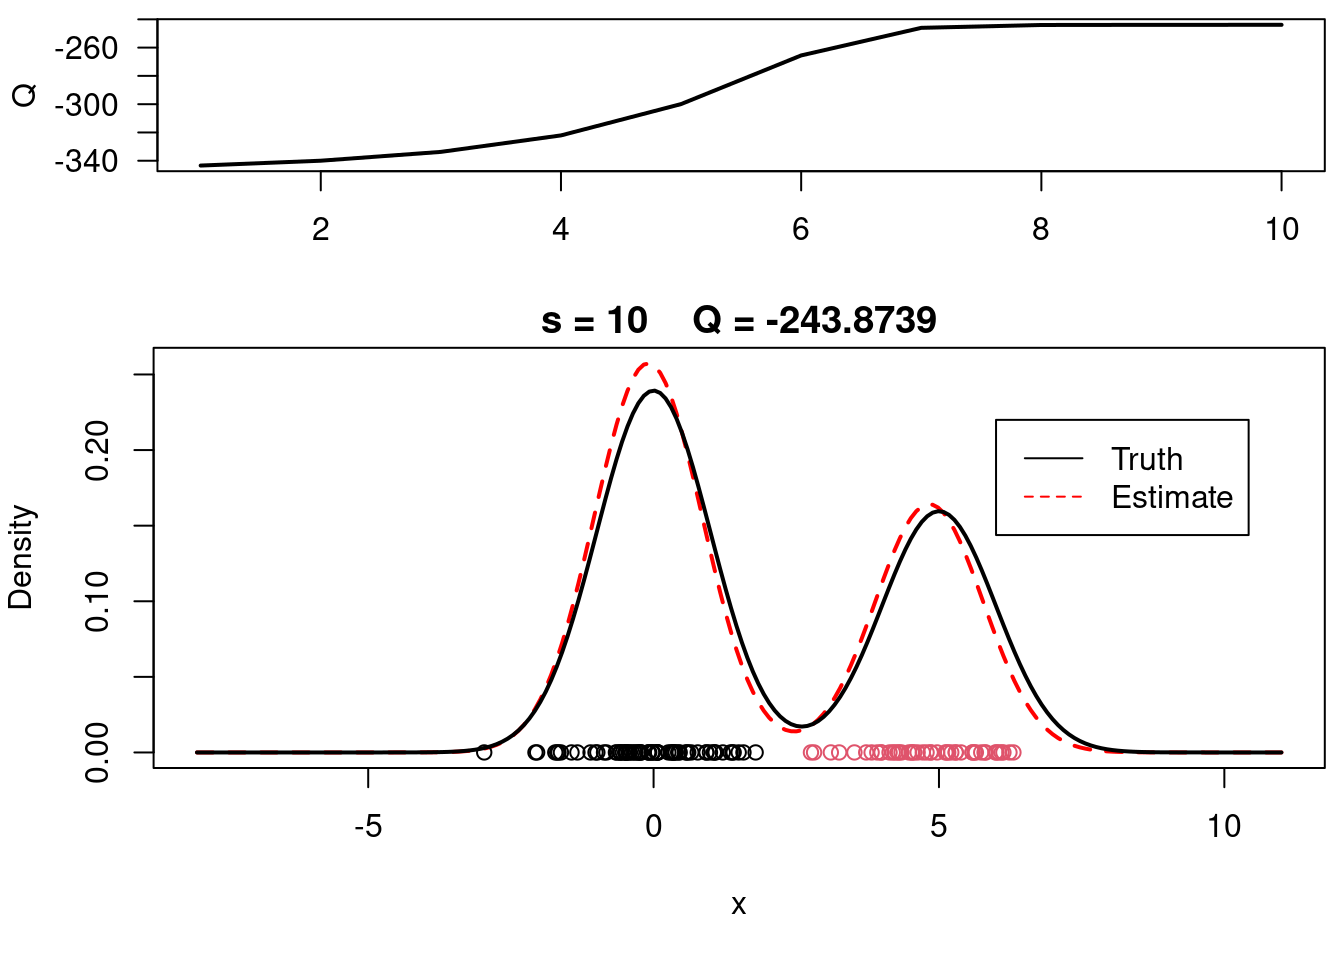 Q
-260
-300
-340
2 4 6 8 10
s = 10 Q = -243.8739
Density
0.20
0.10
0.00
Truth
Estimate
-5 0 5 10
x